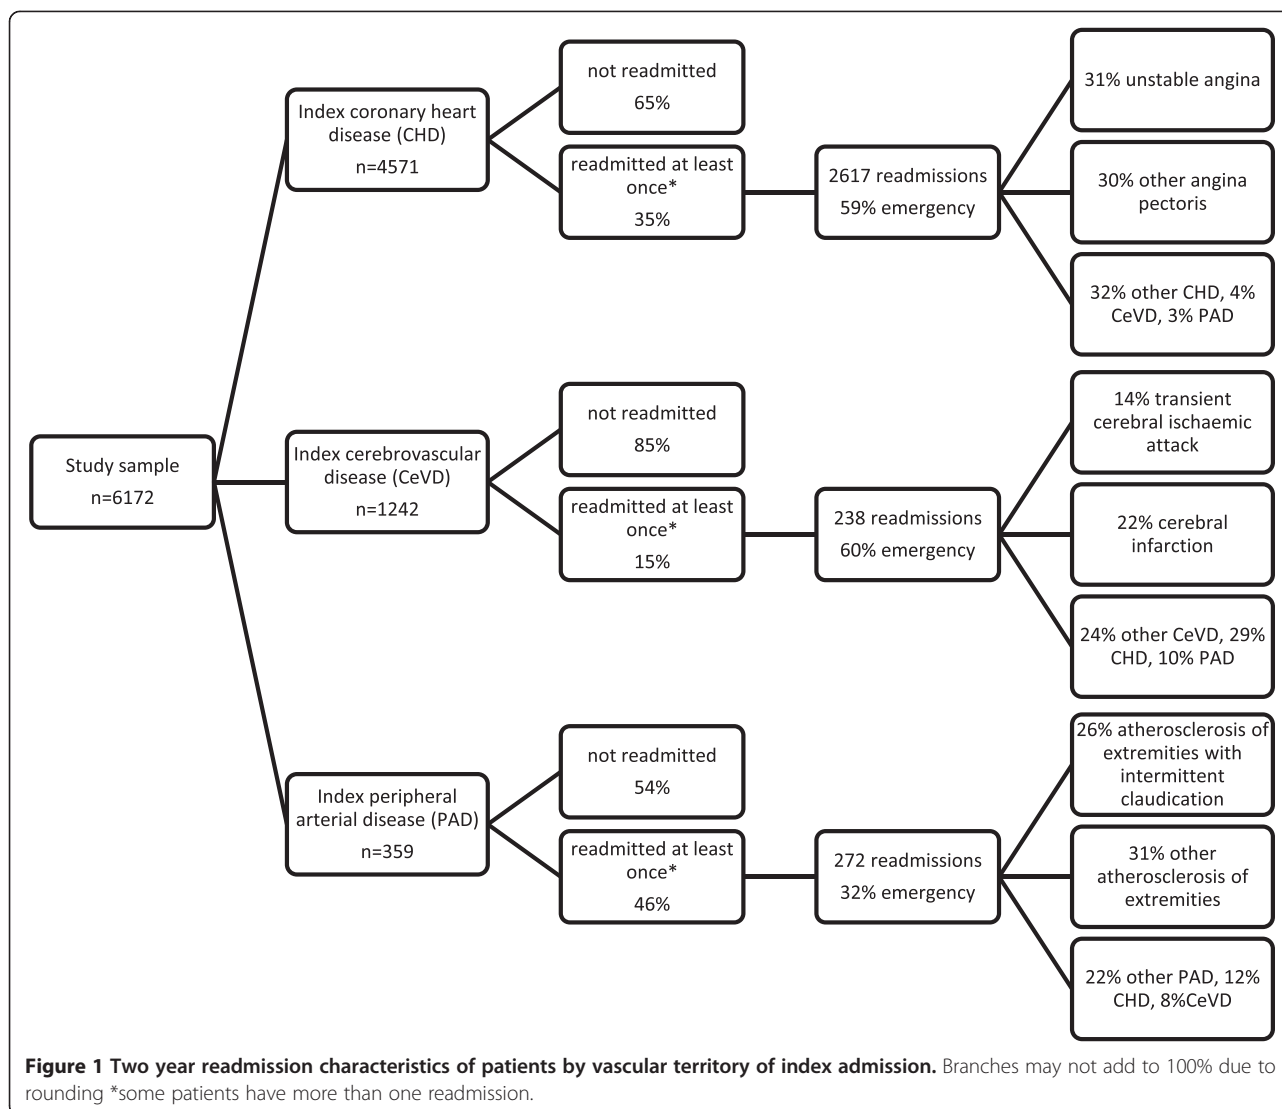 Study sample
n=6172
Index coronary heart
disease (CHD)
n=4571
not readmitted
65%
readmitted at least
once*
35%
2617 readmissions
59% emergency
31% unstable angina
30% other angina
pectoris
32% other CHD, 4%
CeVD, 3% PAD
Index cerebrovascular
disease (CeVD)
n=1242
not readmitted
85%
readmitted at least
once*
15%
238 readmissions
60% emergency
14% transient
cerebral ischaemic
attack
22% cerebral
infarction
24% other CeVD, 29%
CHD, 10% PAD
Index peripheral
arterial disease (PAD)
n=359
not readmitted
54%
readmitted at least
once*
46%
272 readmissions
32% emergency
26% atherosclerosis of
extremities with
intermittent
claudication
31% other
atherosclerosis of
extremities
22% other PAD, 12%
CHD, 8%CeVD
Figure 1 Two year readmission characteristics of patients by vascular territory of index admission. Branches may not add to 100% due to
rounding *some patients have more than one readmission.